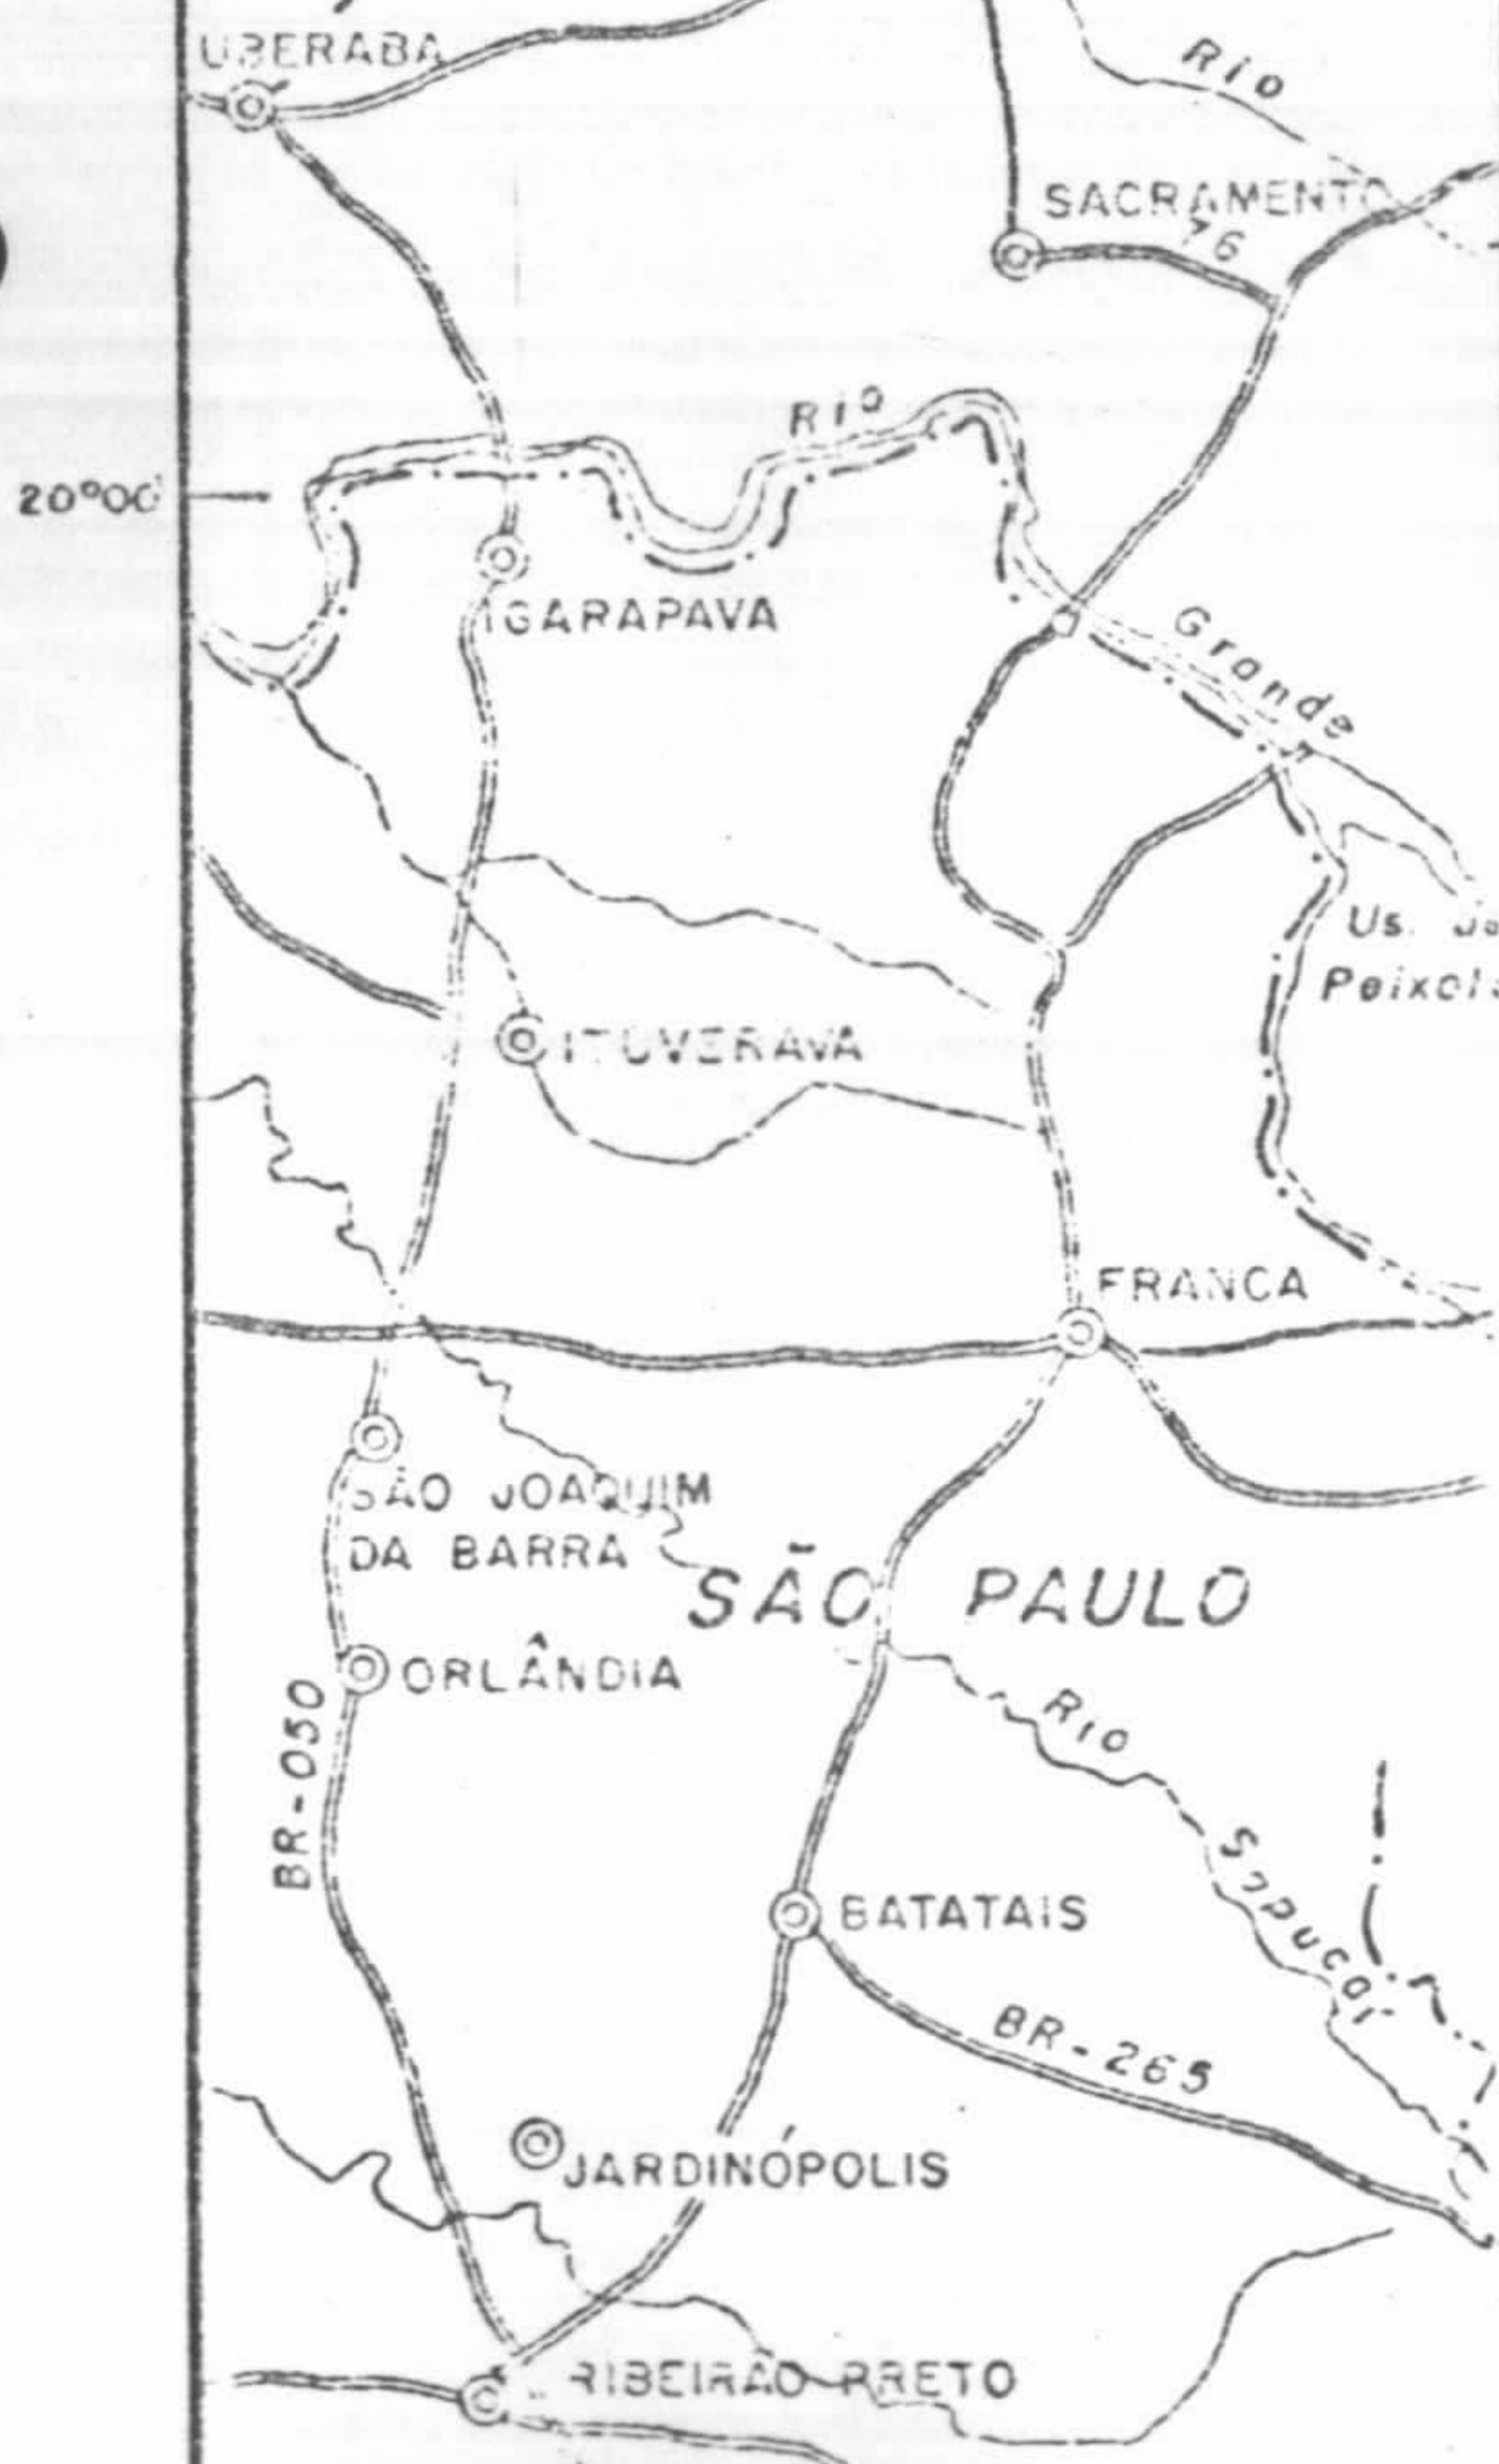 UBERABA
Rio
SACRAMENTO
76
Rio
20°00'
IGARAPAVA
Grande
Us.
ITUVERAVA
FRANCA
SÃO JOAQUIM
DA BARRA
SÃO PAULO
ORLÂNDIA
Rio
BR-050
Sapucaí
BATATAIS
BR-265
JARDINÓPOLIS
RIBEIRÃO PRETO